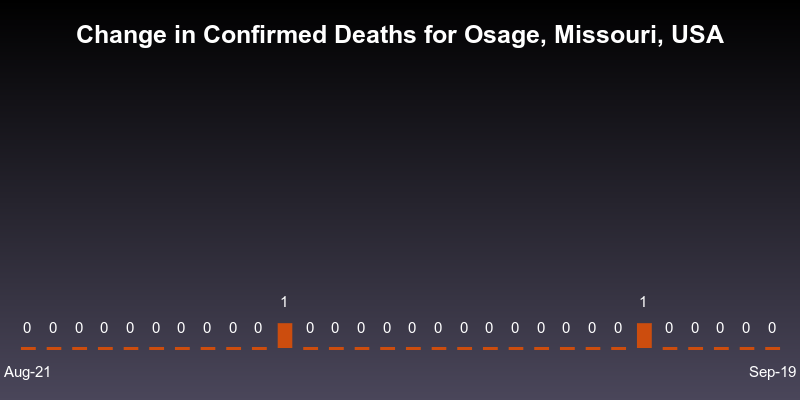 Change in Confirmed Deaths for Osage, Missouri, USA
1 1
0 0 0 0 0 0 0 0 0 0 0 0 0 0 0 0 0 0 0 0 0 0 0 0 0 0 0 0
Aug-21 Sep-19